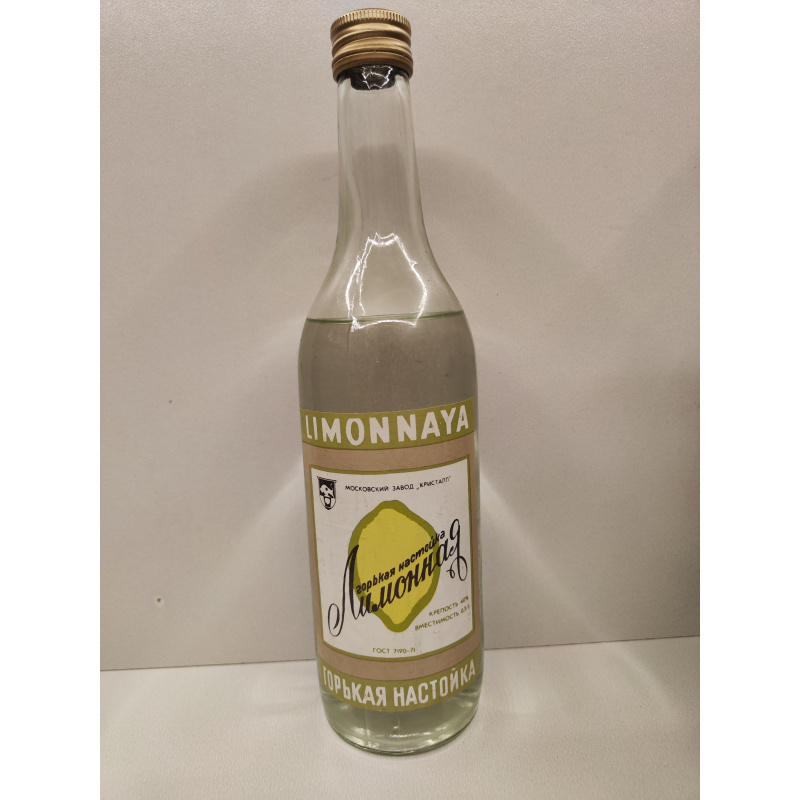 LIMONNAYA
МОСКОВСКИЙ ЗАВОД „КРИСТАЛЛ"
горькая настойка
Лимонная
КРЕПОСТЬ 40%
ВМЕСТИМОСТЬ 0,5 л
ГОСТ 7190-71
ГОРЬКАЯ НАСТОЙКА